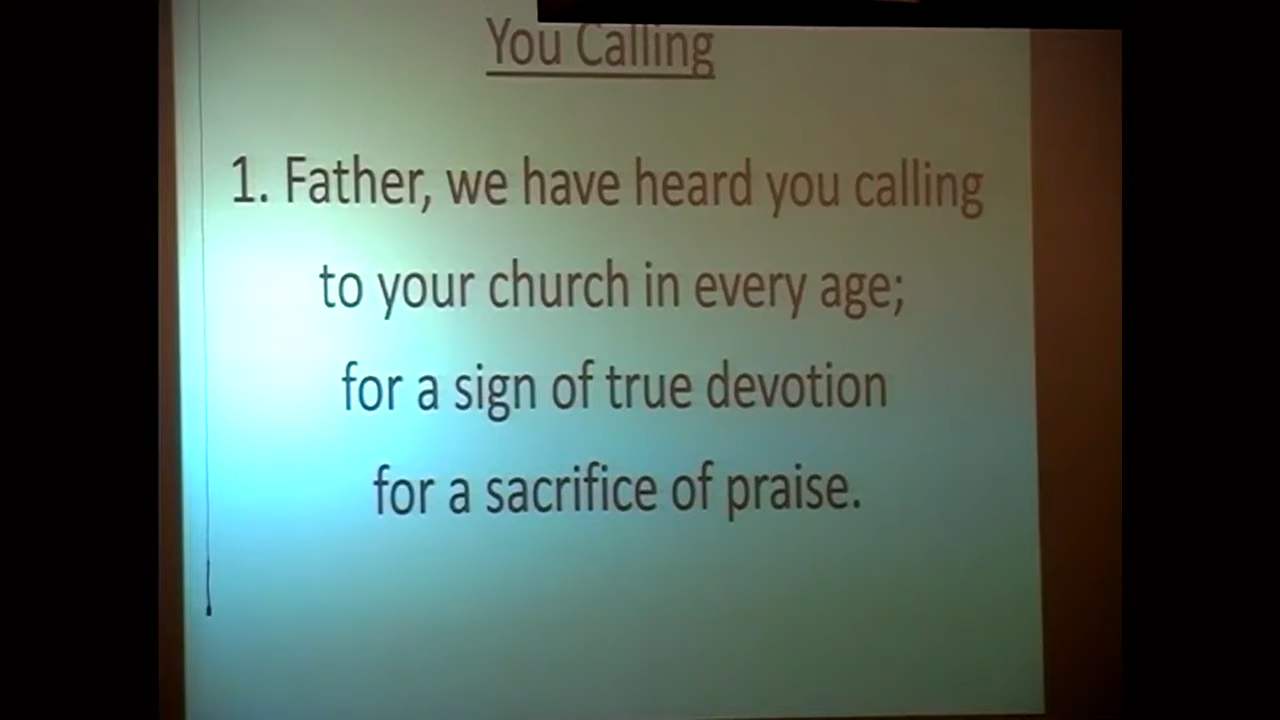 You Calling
1. Father, we have heard you calling
to your church in every age;
for a sign of true devotion
for a sacrifice of praise.